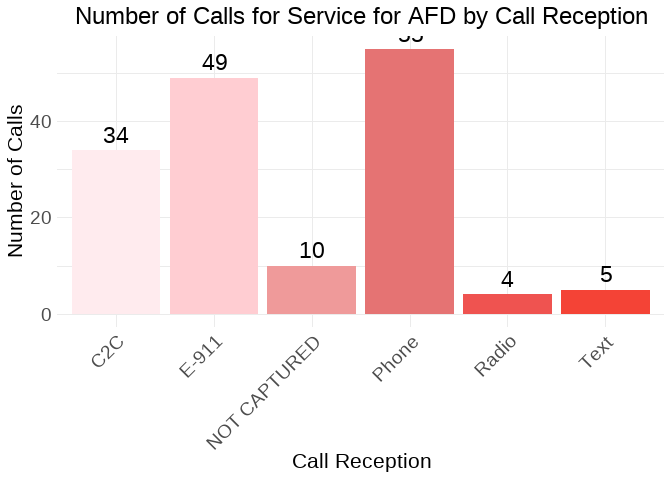 Number of Calls for Service for AFD by Call Reception
Number of Calls
40
20
0
34
49
10
55
4
5
C2C
E-911
NOT CAPTURED
Phone
Radio
Text
Call Reception